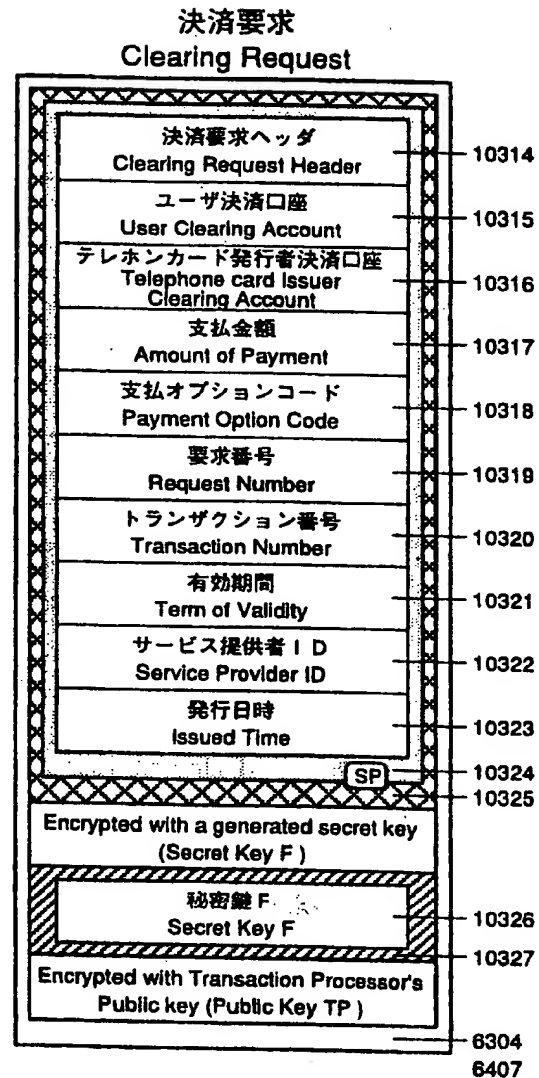 決済要求
Clearing Request
決済要求ヘッダ
Clearing Request Header
10314
ユーザ決済口座
User Clearing Account
10315
テレホンカード発行者決済口座
Telephone card Issuer
Clearing Account
10316
支払金額
Amount of Payment
10317
支払オプションコード
Payment Option Code
10318
要求番号
Request Number
10319
トランザクション番号
Transaction Number
10320
有効期間
Term of Validity
10321
サービス提供者ID
Service Provider ID
10322
発行日時
Issued Time
10323
SP
10324
10325
Encrypted with a generated secret key
(Secret Key F )
秘密鍵F
Secret Key F
10326
10327
Encrypted with Transaction Processor's
Public key (Public Key TP )
6304
6407